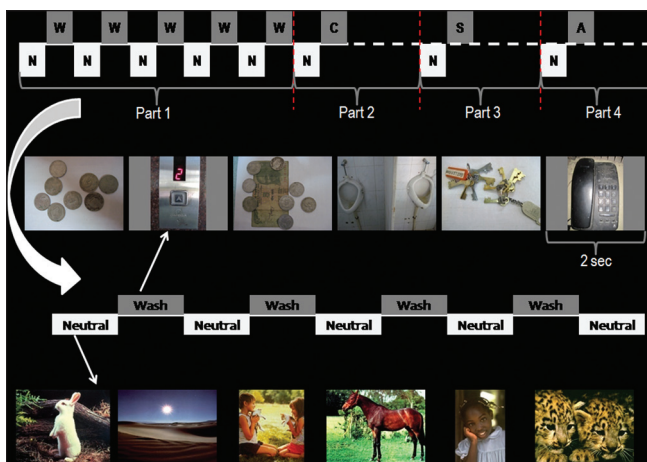 W W W W W C S A
N N N N N N N N
Part 1 Part 2 Part 3 Part 4
2
A
2 sec
Wash Wash Wash Wash
Neutral Neutral Neutral Neutral Neutral